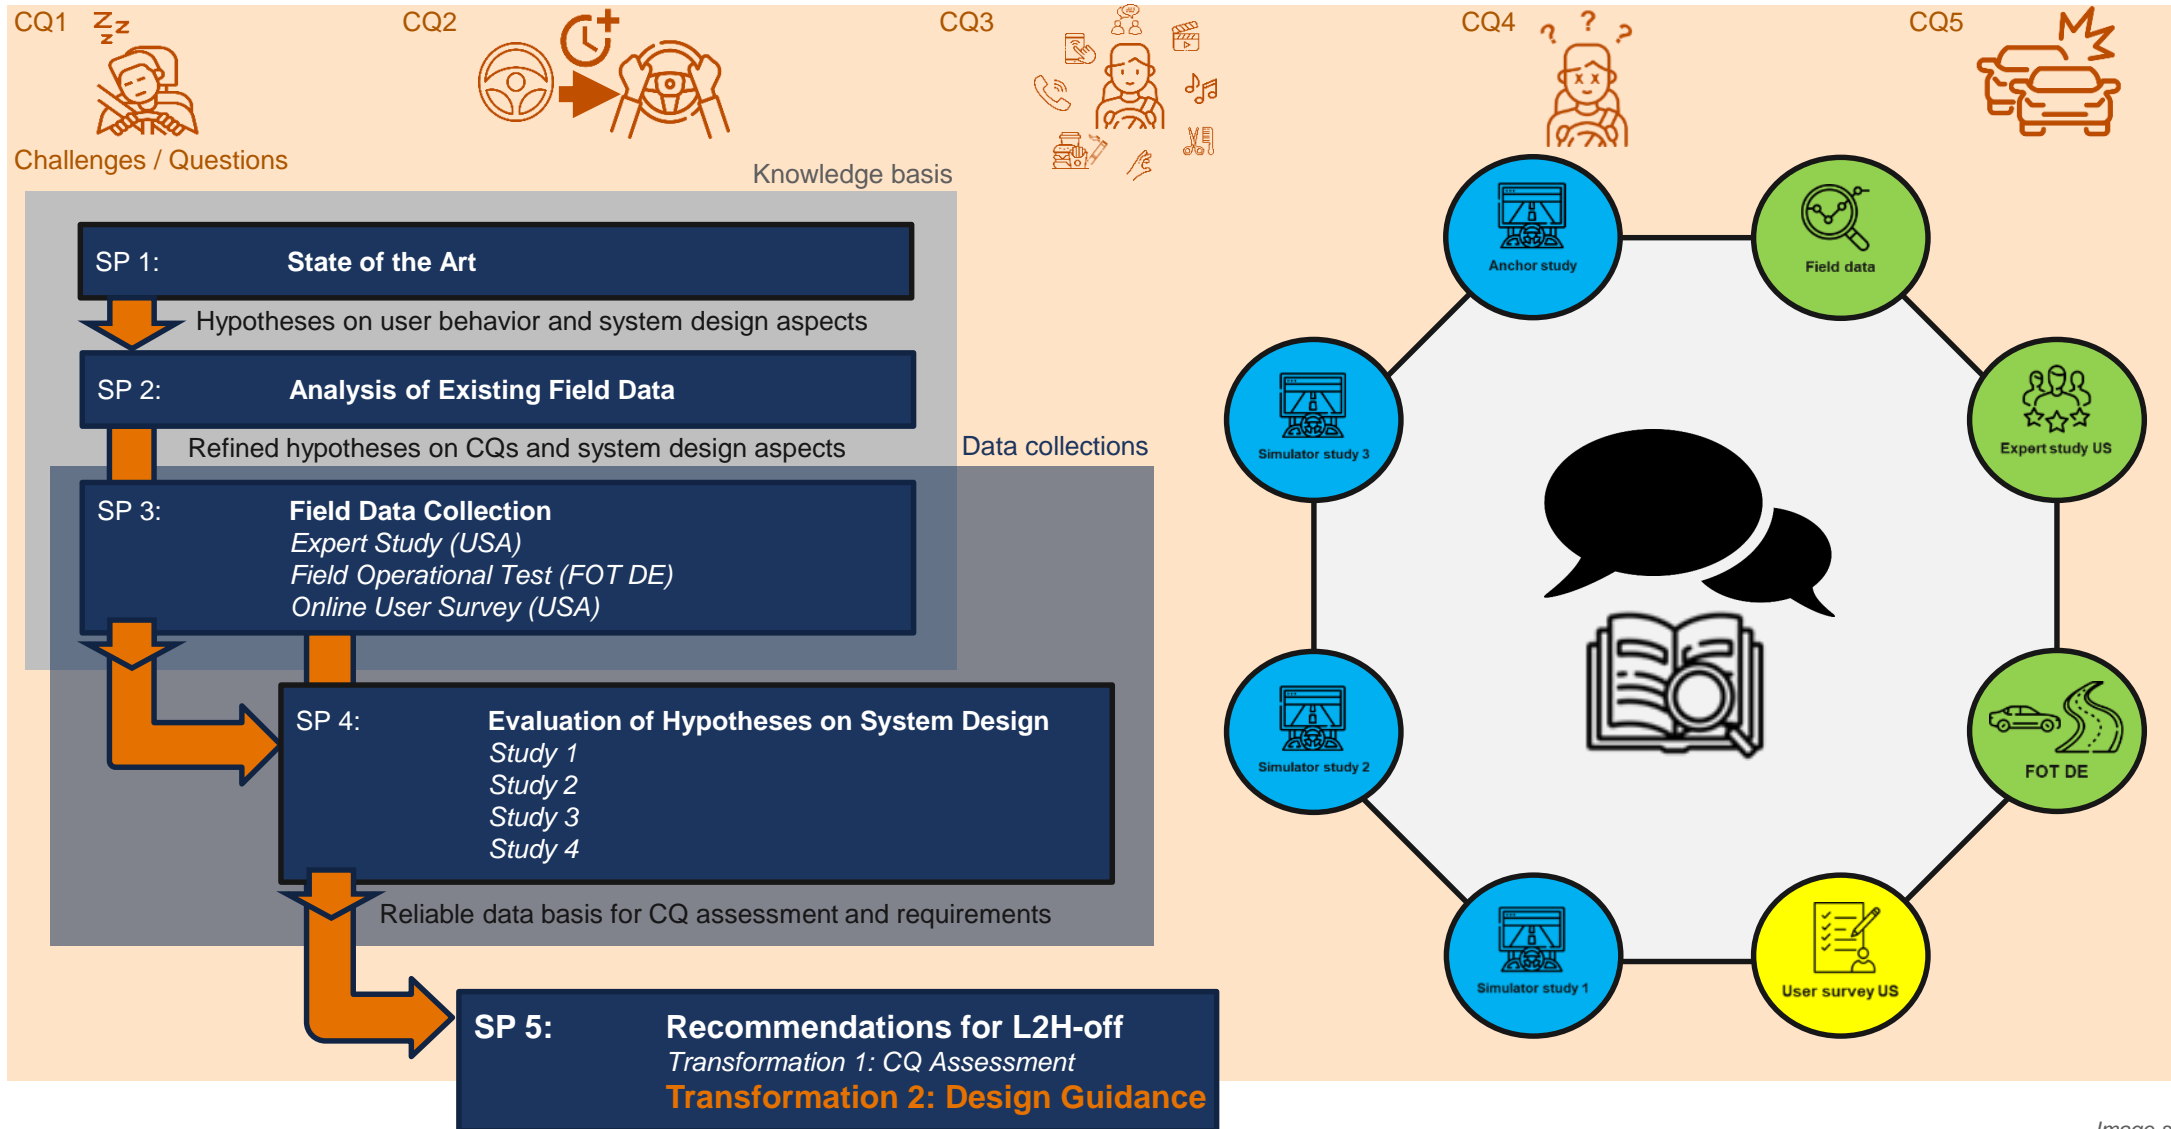 CQ1
CQ2
CQ3
CQ4
CQ5
Z Z Z
? ? ?
Challenges / Questions
Knowledge basis
SP 1: State of the Art
Hypotheses on user behavior and system design aspects
SP 2: Analysis of Existing Field Data
Refined hypotheses on CQs and system design aspects
Data collections
SP 3: Field Data Collection
Expert Study (USA)
Field Operational Test (FOT DE)
Online User Survey (USA)
SP 4: Evaluation of Hypotheses on System Design
Study 1
Study 2
Study 3
Study 4
Reliable data basis for CQ assessment and requirements
SP 5: Recommendations for L2H-off
Transformation 1: CQ Assessment
Transformation 2: Design Guidance
Anchor study
Field data
Simulator study 3
Expert study US
Simulator study 2
FOT DE
Simulator study 1
User survey US
Image